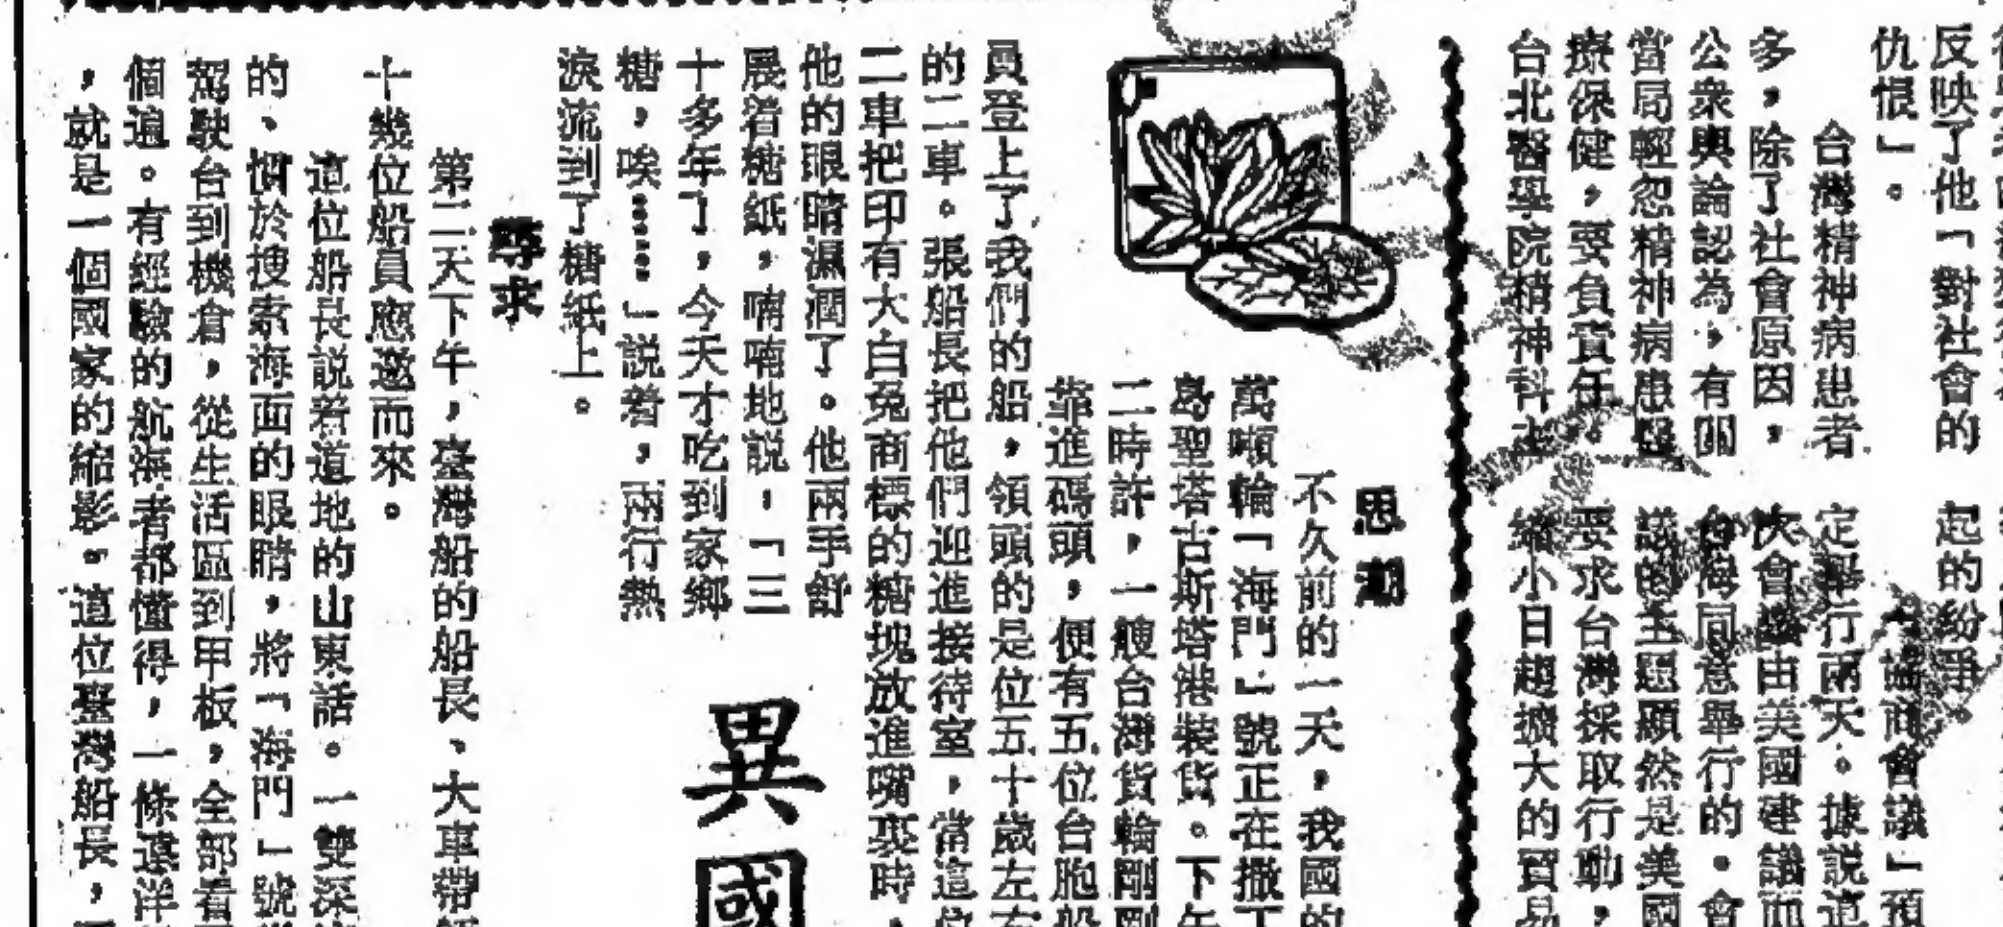 反映了他「對社會的
仇恨」。
台灣精神病患者
多，除了社會原因，
公衆輿論認為，有關
當局輕忽精神病患醫
療保健，要負責任。
台北醫學院精神科
起的紛爭。
協商會議」預
定舉行兩天。據説這
次會議由美國建議而
海同意舉行的。會
議的主題顯然是美國
要求台灣採取行動，
縮小日趨擴大的貿易
思潮
不久前的一天，我國的
萬噸輪「海門」號正在撒丁
島聖塔古斯塔港裝貨。下午
二時許，一艘台灣貨輪剛剛
靠進碼頭，便有五位台胞船
員登上了我們的船，領頭的是位五十歲左右
的二車。張船長把他們迎進接待室，當這位
二車把印有大白兔商標的糖塊放進嘴裏時，
他的眼睛濕潤了。他兩手舒
展着糖紙，喃喃地説，「三
十多年了，今天才吃到家鄉
糖，唉……」説着，兩行熱
淚流到了糖紙上。
異國
尋求
第二天下午，臺灣船的船長、大車帶領
十幾位船員應邀而來。
這位船長説着道地的山東話。一雙深
的、慣於搜索海面的眼睛，將「海門」號
駕駛台到機倉，從生活區到甲板，全部看
個遍。有經驗的航海者都懂得，一條遠洋
，就是一個國家的縮影。這位臺灣船長，